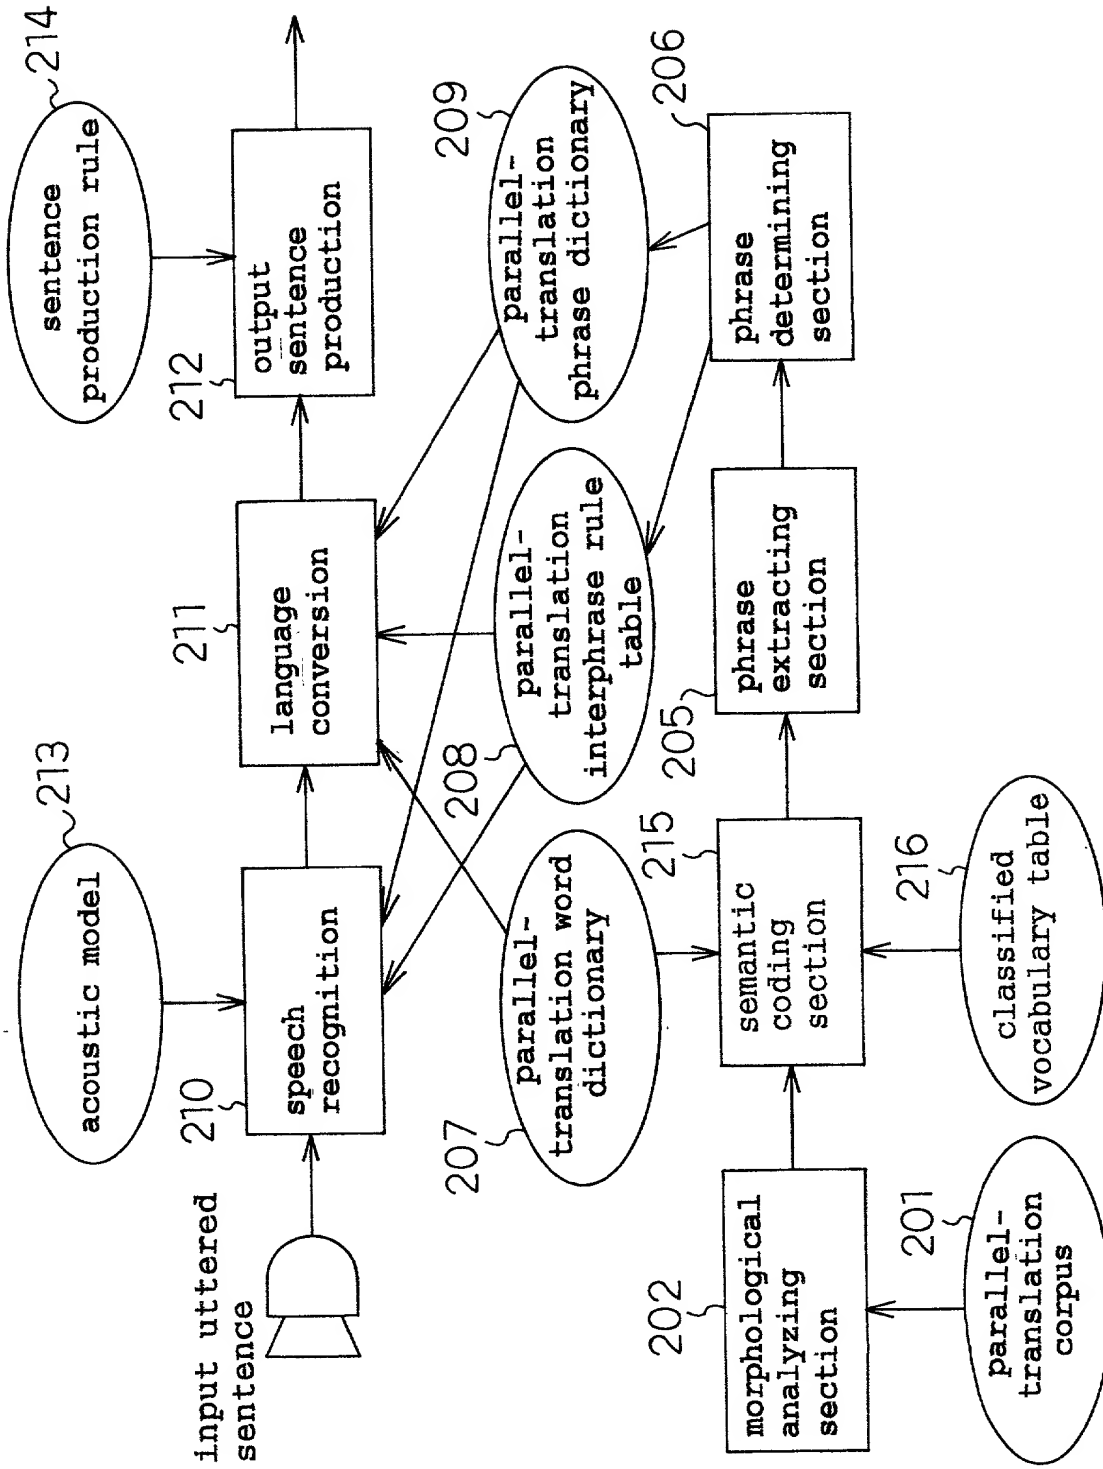 213
214
acoustic model
sentence
production rule
input uttered
sentence
210
speech
recognition
211
language
conversion
212
output
sentence
production
207
parallel-
translation word
dictionary
208
parallel-
translation
interphrase rule
table
209
parallel-
translation
phrase dictionary
202
morphological
analyzing
section
215
semantic
coding
section
205
phrase
extracting
section
206
phrase
determining
section
201
parallel-
translation
corpus
216
classified
vocabulary table